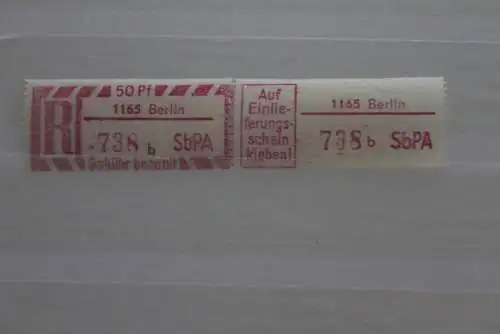 50 Pf
1165 Berlin
R
738 b SbPA
Gebühr bezahlt
Auf
Einlie-
ferungs-
schein
kleben!
1165 Berlin
738 b SbPA